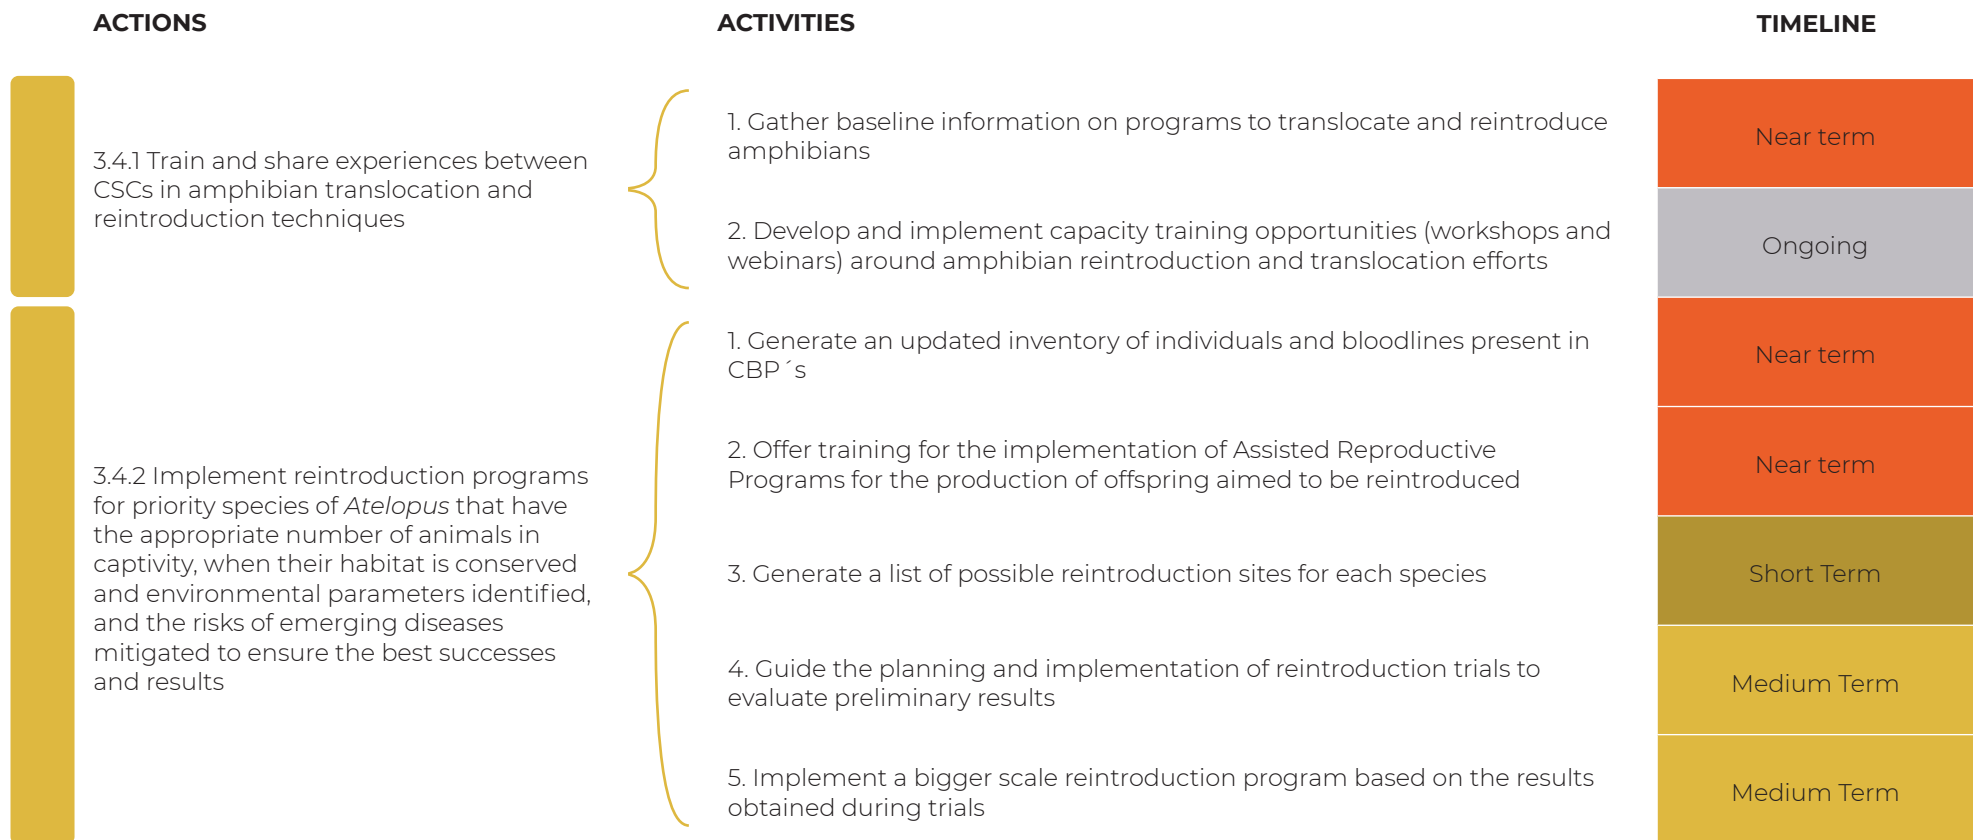 ACTIONS
ACTIVITIES
TIMELINE
3.4.1 Train and share experiences between
CSCs in amphibian translocation and
reintroduction techniques
1. Gather baseline information on programs to translocate and reintroduce
amphibians
Near term
2. Develop and implement capacity training opportunities (workshops and
webinars) around amphibian reintroduction and translocation efforts
Ongoing
3.4.2 Implement reintroduction programs
for priority species of Atelopus that have
the appropriate number of animals in
captivity, when their habitat is conserved
and environmental parameters identified,
and the risks of emerging diseases
mitigated to ensure the best successes
and results
1. Generate an updated inventory of individuals and bloodlines present in
CBP´s
Near term
2. Offer training for the implementation of Assisted Reproductive
Programs for the production of offspring aimed to be reintroduced
Near term
3. Generate a list of possible reintroduction sites for each species
Short Term
4. Guide the planning and implementation of reintroduction trials to
evaluate preliminary results
Medium Term
5. Implement a bigger scale reintroduction program based on the results
obtained during trials
Medium Term